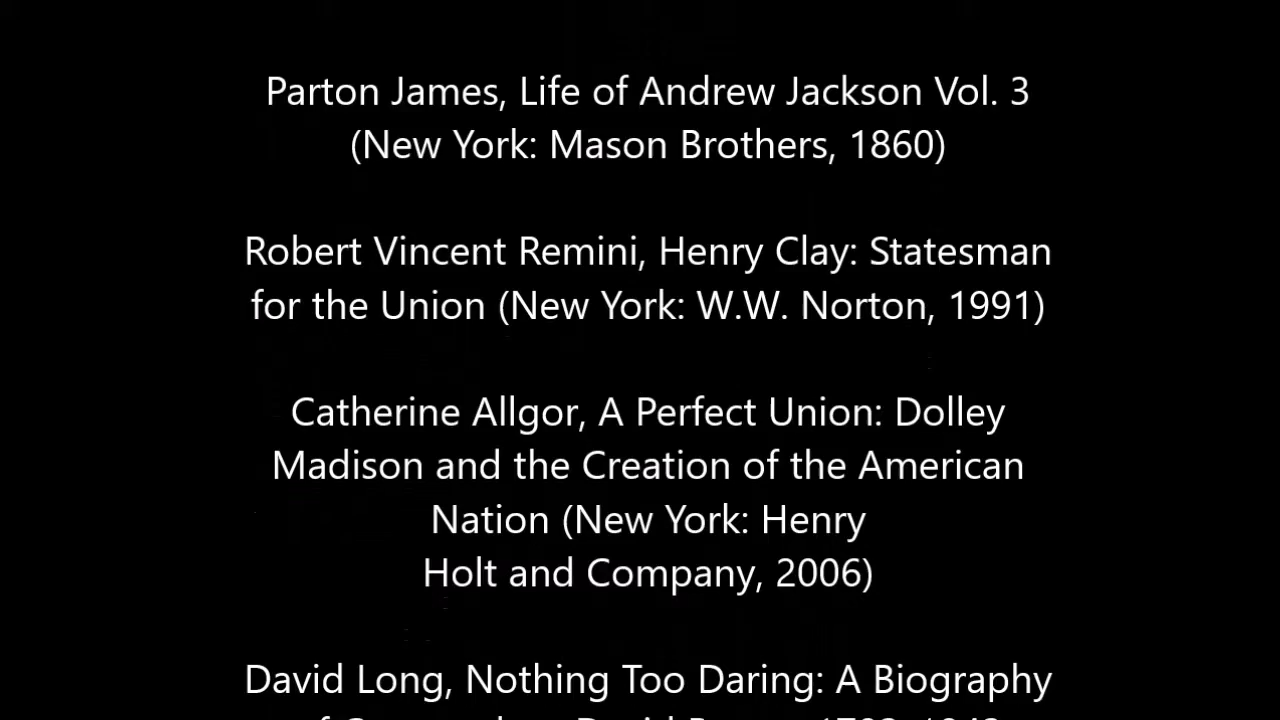 Parton James, Life of Andrew Jackson Vol. 3
(New York: Mason Brothers, 1860)
Robert Vincent Remini, Henry Clay: Statesman
for the Union (New York: W.W. Norton, 1991)
Catherine Allgor, A Perfect Union: Dolley
Madison and the Creation of the American
Nation (New York: Henry
Holt and Company, 2006)
David Long, Nothing Too Daring: A Biography